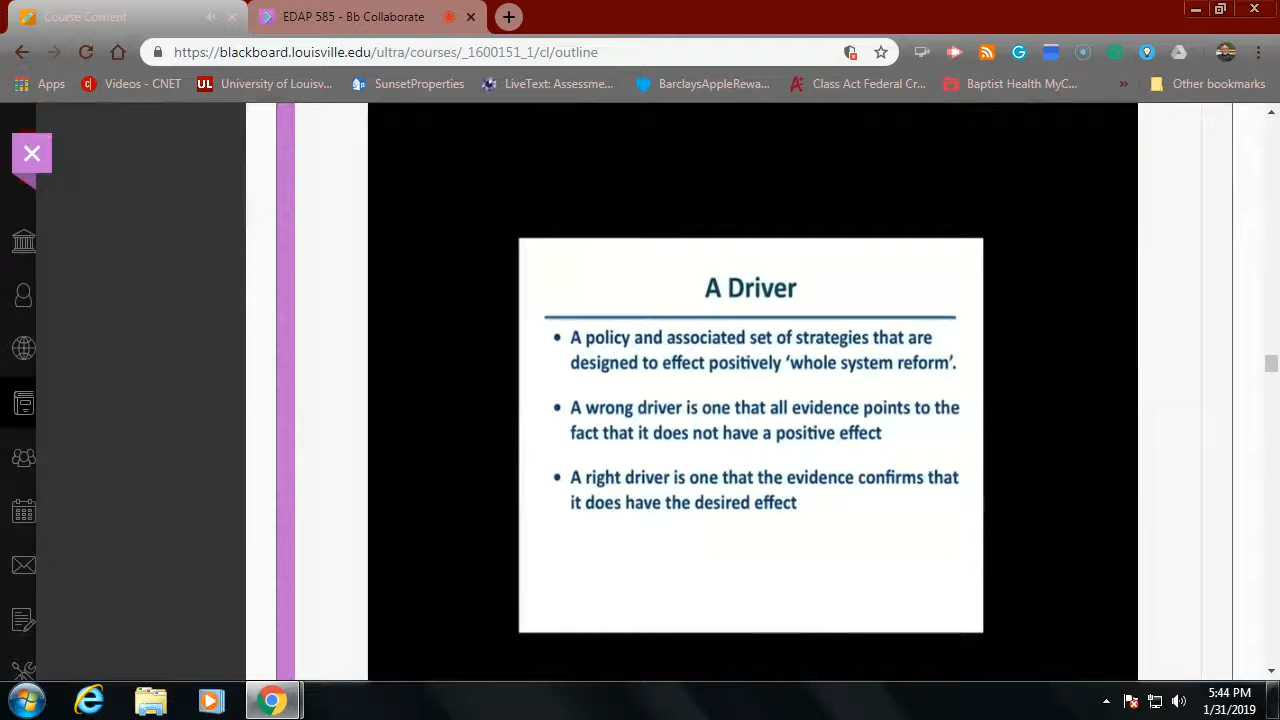 Course Content
EDAP 585 - Bb Collaborate
https://blackboard.louisville.edu/ultra/courses/_1600151_1/cl/outline
Apps
Videos - CNET
UL University of Louisv...
SunsetProperties
LiveText: Assessme...
BarclaysAppleRewa...
Class Act Federal Cr...
Baptist Health MyC...
»
Other bookmarks
A Driver
• A policy and associated set of strategies that are
designed to effect positively ‘whole system reform’.
• A wrong driver is one that all evidence points to the
fact that it does not have a positive effect
• A right driver is one that the evidence confirms that
it does have the desired effect
5:44 PM
1/31/2019